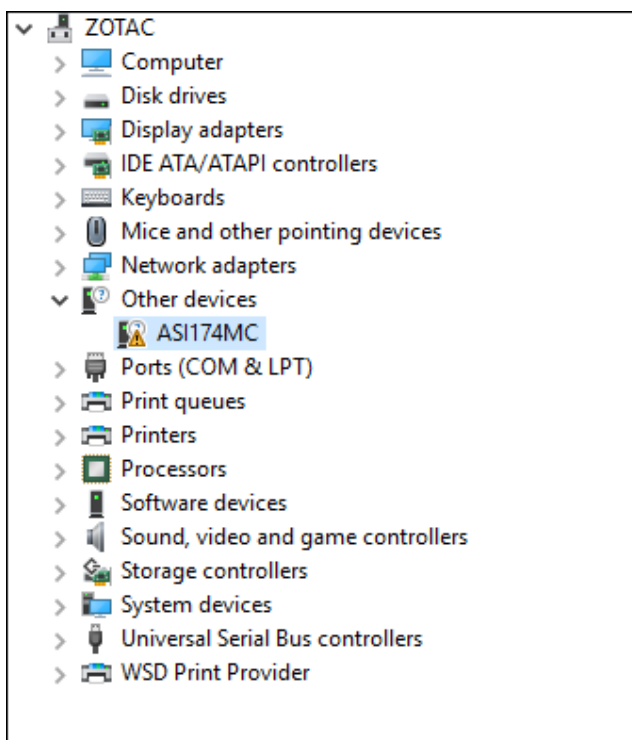 ZOTAC
Computer
Disk drives
Display adapters
IDE ATA/ATAPI controllers
Keyboards
Mice and other pointing devices
Network adapters
Other devices
ASI174MC
Ports (COM & LPT)
Print queues
Printers
Processors
Software devices
Sound, video and game controllers
Storage controllers
System devices
Universal Serial Bus controllers
WSD Print Provider